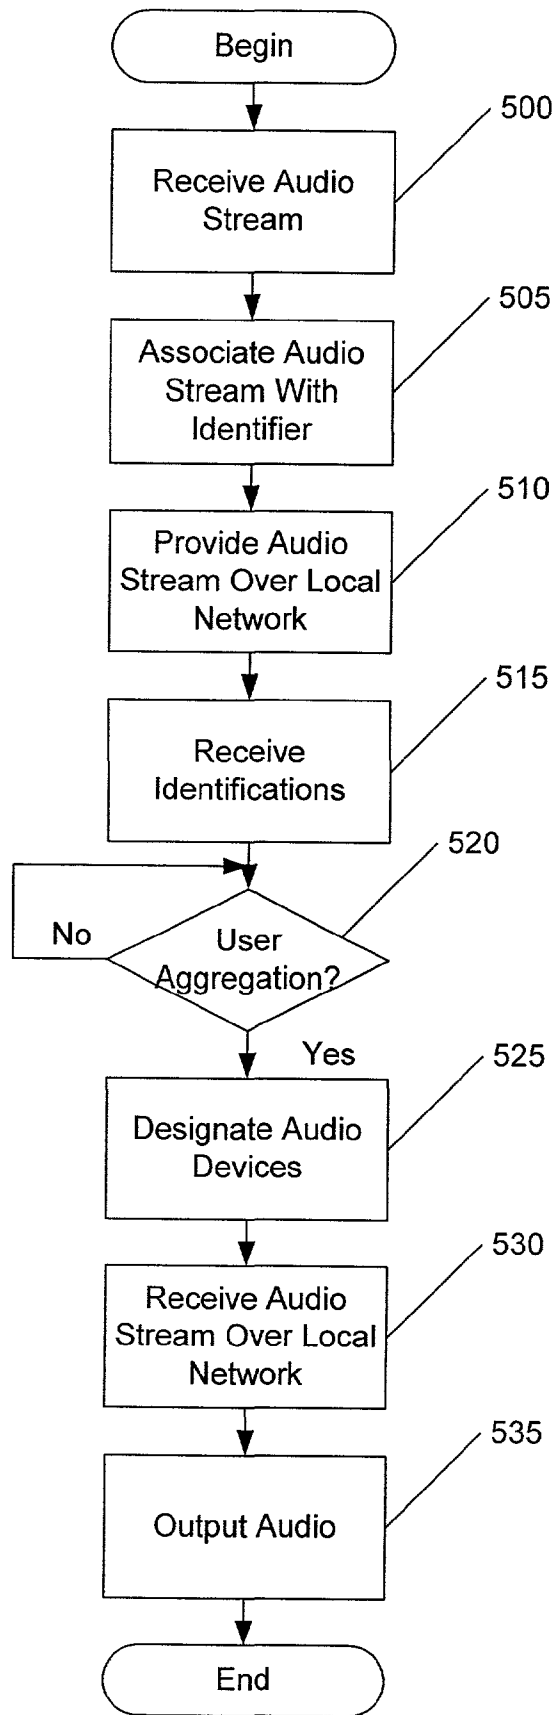 Begin
500
Receive Audio
Stream
505
Associate Audio
Stream With
Identifier
510
Provide Audio
Stream Over Local
Network
515
Receive
Identifications
520
No
User
Aggregation?
Yes
525
Designate Audio
Devices
530
Receive Audio
Stream Over Local
Network
535
Output Audio
End